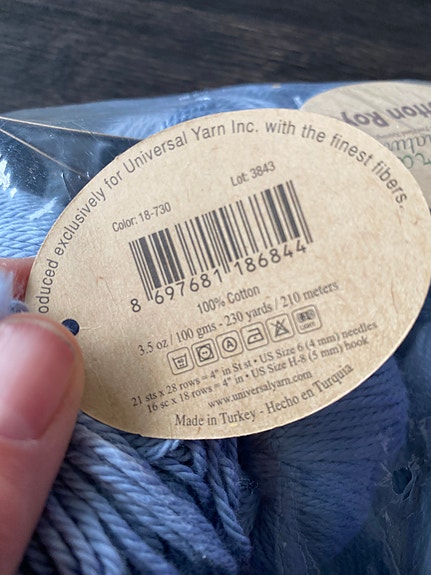 oduced exclusively for Universal Yarn Inc. with the finest fibers.
Color: 18-730
Lot: 3843
8 697681 186844
100% Cotton
3.5 oz / 100 gms - 230 yards / 210 meters
LIGHT
21 sts x 28 rows = 4" in St st • US Size 6 (4 mm) needles
16 sc x 18 rows = 4" in • US Size H-8 (5 mm) hook
www.universalyarn.com
Made in Turkey - Hecho en Turquia
tton Roy